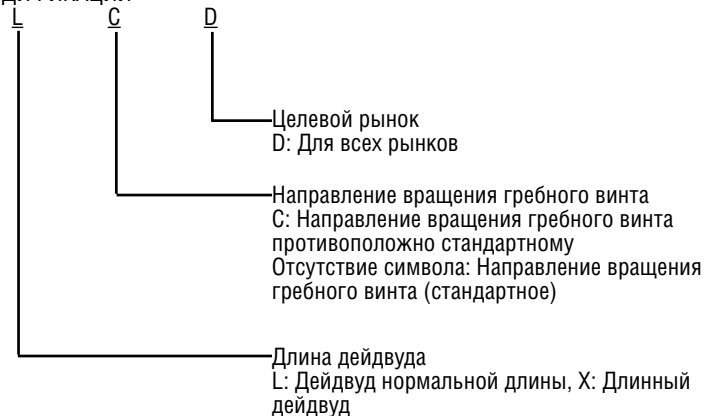 L C D
Целевой рынок
D: Для всех рынков
Направление вращения гребного винта
C: Направление вращения гребного винта
противоположно стандартному
Отсутствие символа: Направление вращения
гребного винта (стандартное)
Длина дейдвуда
L: Дейдвуд нормальной длины, X: Длинный
дейдвуд